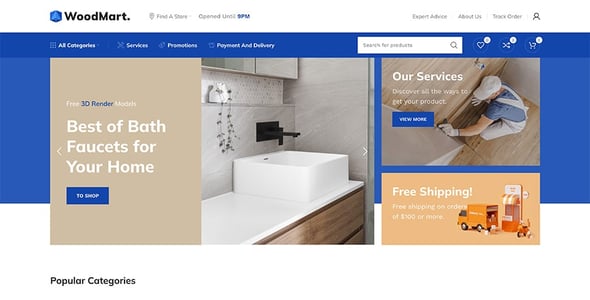 WoodMart.
Find A Store
Opened Until 9PM
Expert Advice
About Us
Track Order
All Categories
Services
Promotions
Payment And Delivery
Search for products
0
0
0
Free 3D Render Models
Best of Bath
Faucets for
Your Home
TO SHOP
Our Services
Discover all the ways to
get your product.
VIEW MORE
Free Shipping!
Free shipping on orders
of $100 or more.
Popular Categories